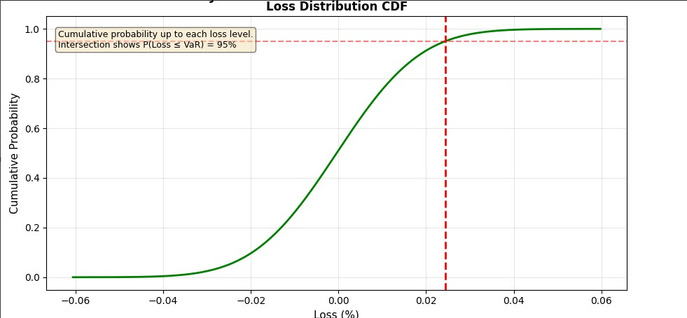 Loss Distribution CDF
Cumulative probability up to each loss level.
Intersection shows P(Loss ≤ VaR) = 95%
Cumulative Probability
1.0
0.8
0.6
0.4
0.2
0.0
−0.06 −0.04 −0.02 0.00 0.02 0.04 0.06
Loss (%)